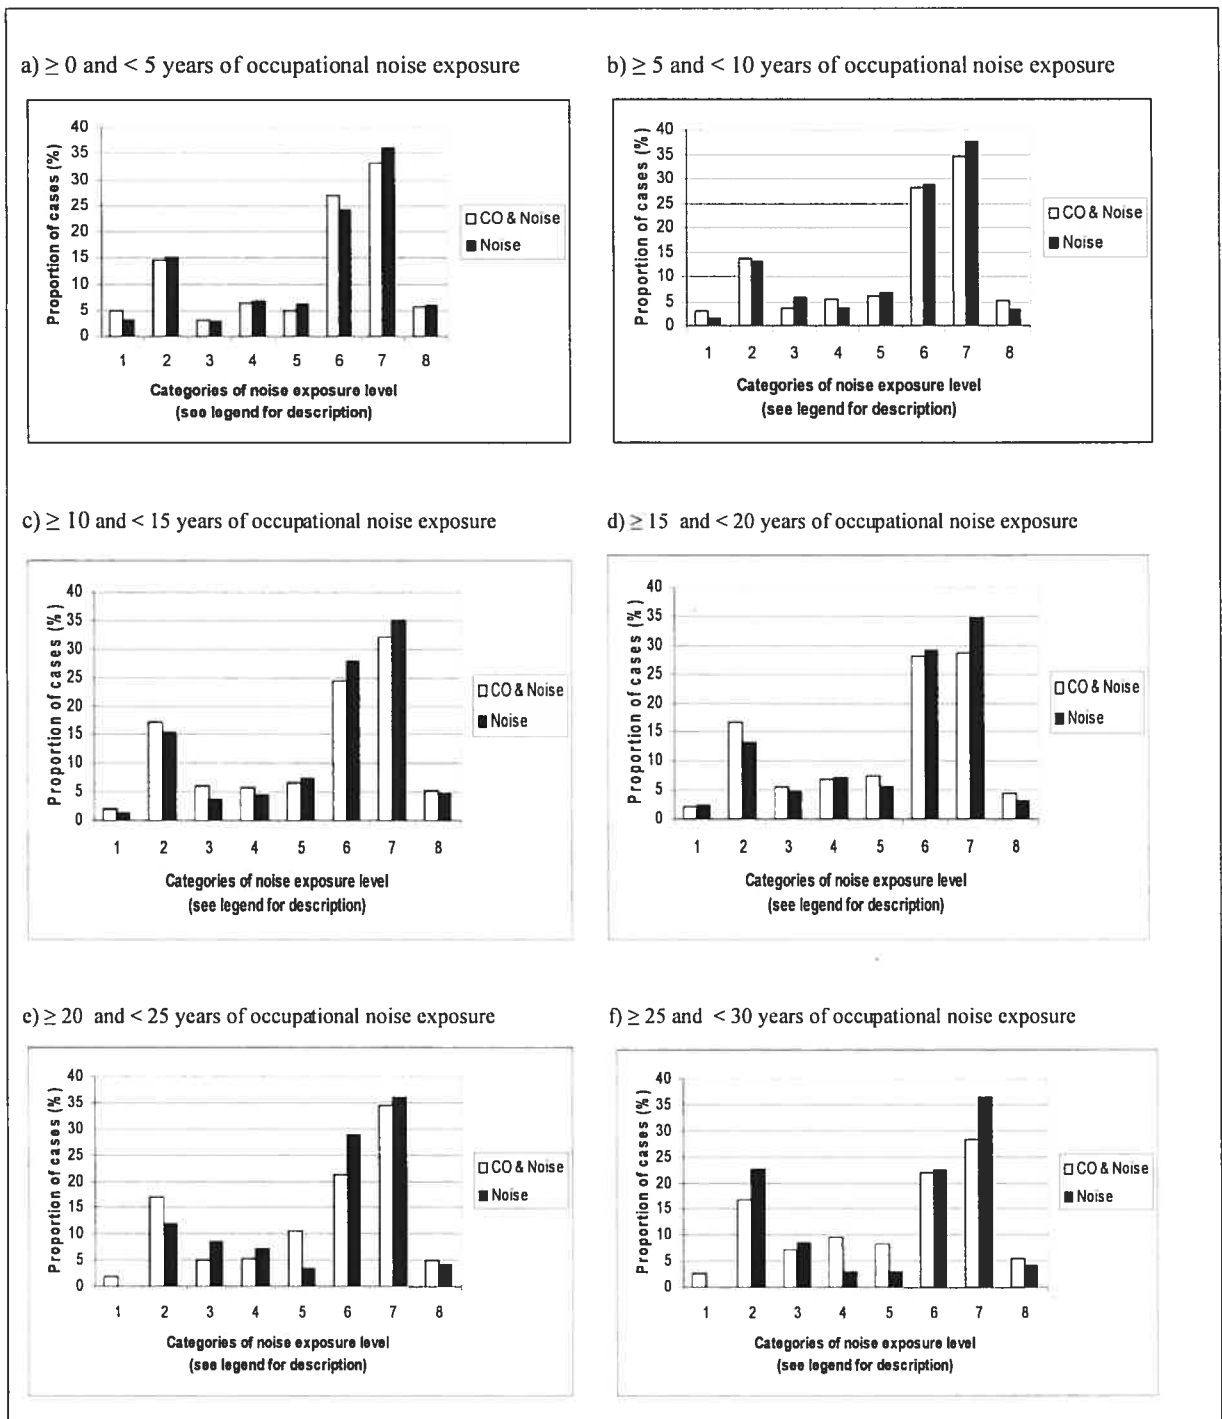 a) ≥ 0 and < 5 years of occupational noise exposure
40
35
30
25
20
15
10
5
0
Proportion of cases (%)
1 2 3 4 5 6 7 8
Categories of noise exposure level
(see legend for description)
CO & Noise
Noise
b) ≥ 5 and < 10 years of occupational noise exposure
40
35
30
25
20
15
10
5
0
Proportion of cases (%)
1 2 3 4 5 6 7 8
Categories of noise exposure level
(see legend for description)
CO & Noise
Noise
c) ≥ 10 and < 15 years of occupational noise exposure
40
35
30
25
20
15
10
5
0
Proportion of cases (%)
1 2 3 4 5 6 7 8
Categories of noise exposure level
(see legend for description)
CO & Noise
Noise
d) ≥ 15 and < 20 years of occupational noise exposure
40
35
30
25
20
15
10
5
0
Proportion of cases (%)
1 2 3 4 5 6 7 8
Categories of noise exposure level
(see legend for description)
CO & Noise
Noise
e) ≥ 20 and < 25 years of occupational noise exposure
40
35
30
25
20
15
10
5
0
Proportion of cases (%)
1 2 3 4 5 6 7 8
Categories of noise exposure level
(see legend for description)
CO & Noise
Noise
f) ≥ 25 and < 30 years of occupational noise exposure
40
35
30
25
20
15
10
5
0
Proportion of cases (%)
1 2 3 4 5 6 7 8
Categories of noise exposure level
(see legend for description)
CO & Noise
Noise